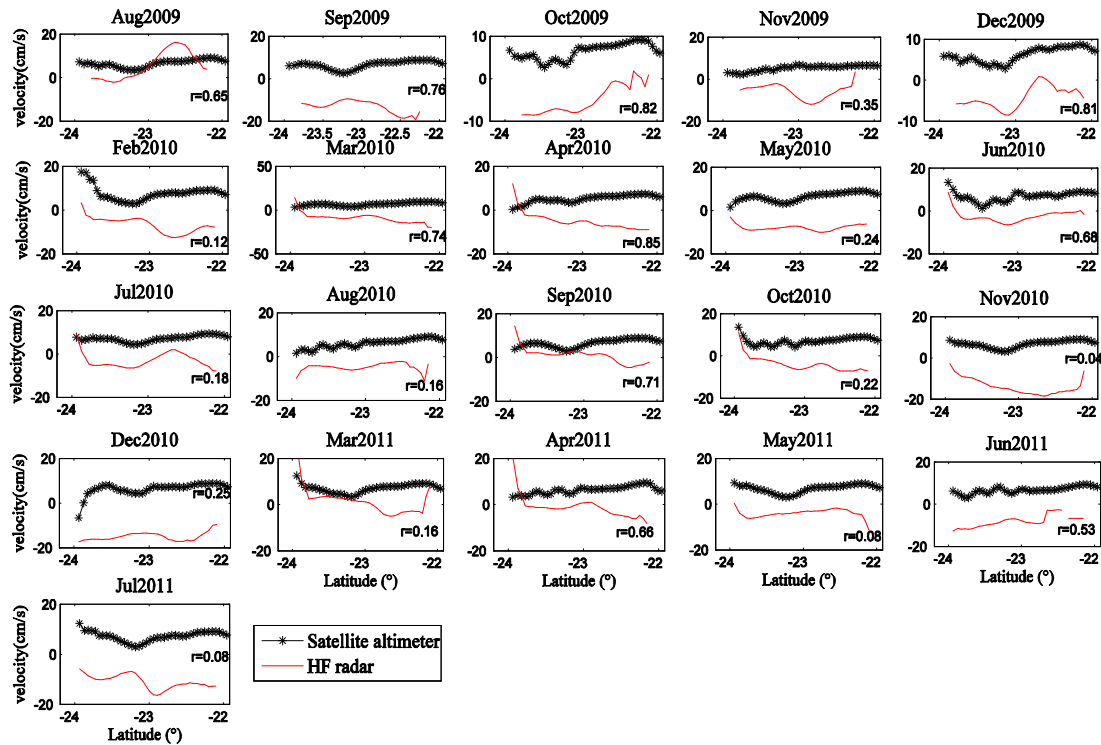 Aug2009 Sep2009 Oct2009 Nov2009 Dec2009
velocity(cm/s)
20 20 10 20 10
0 0 0 0 0
r=0.65 r=0.76 r=0.82 r=0.35 r=0.81
-20 -20 -10 -20 -10
-24 -23 -22 -24 -23.5 -23 -22.5 -22 -24 -23 -22 -24 -23 -22 -24 -23 -22
Feb2010 Mar2010 Apr2010 May2010 Jun2010
velocity(cm/s)
20 50 20 20 20
0 0 0 0 0
r=0.12 r=0.74 r=0.85 r=0.24 r=0.68
-20 -50 -20 -20 -20
-24 -23 -22 -24 -23 -22 -24 -23 -22 -24 -23 -22 -24 -23 -22
Jul2010 Aug2010 Sep2010 Oct2010 Nov2010
velocity(cm/s)
20 20 20 20 20
0 0 0 0 0
r=0.18 r=0.16 r=0.71 r=0.22 r=0.04
-20 -20 -20 -20 -20
-24 -23 -22 -24 -23 -22 -24 -23 -22 -24 -23 -22 -24 -23 -22
Dec2010 Mar2011 Apr2011 May2011 Jun2011
velocity(cm/s)
20 20 20 20 20
0 0 0 0 0
r=0.25 r=0.16 r=0.66 r=0.08 r=0.53
-20 -20 -20 -20 -20
-24 -23 -22 -24 -23 -22 -24 -23 -22 -24 -23 -22 -24 -23 -22
Latitude (°) Latitude (°) Latitude (°) Latitude (°)
Jul2011
velocity(cm/s)
20
0
r=0.08
-20
-24 -23 -22
Latitude (°)
Satellite altimeter
HF radar